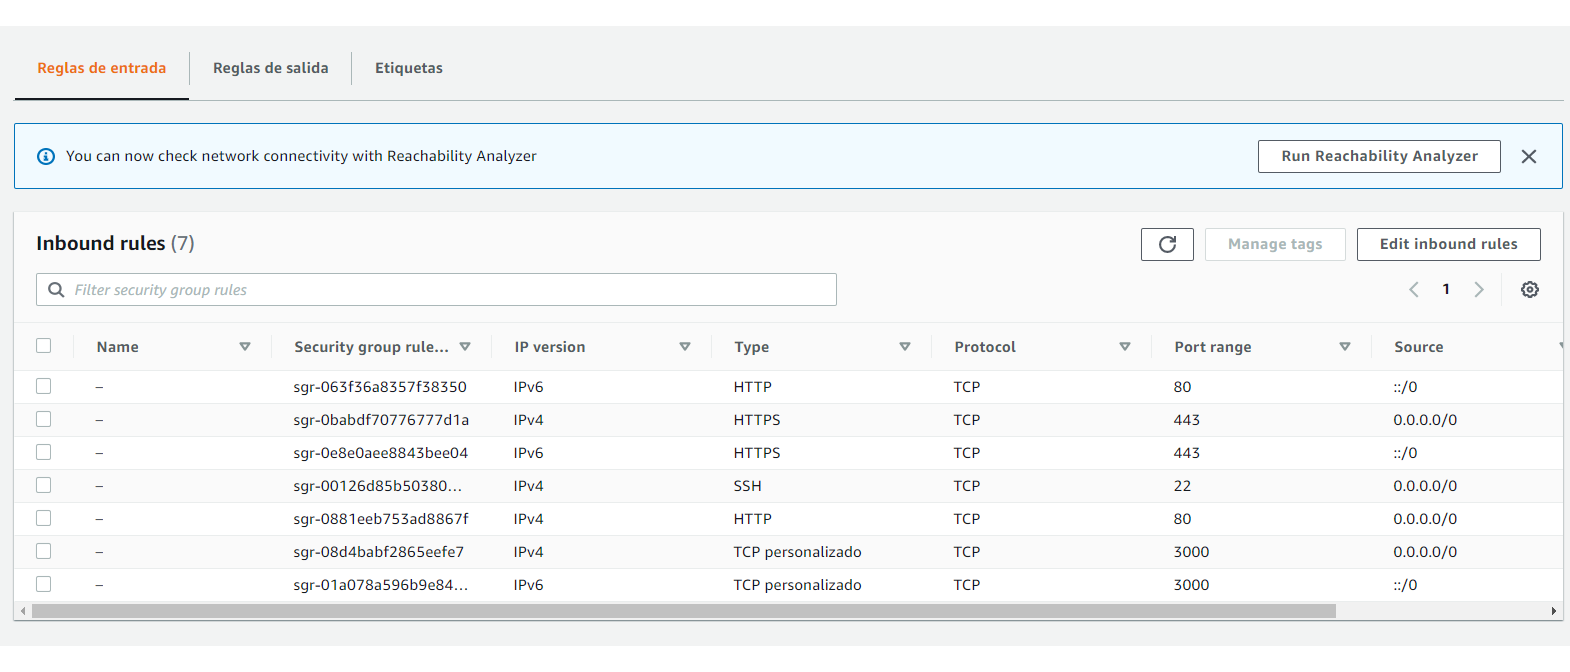 Reglas de entrada Reglas de salida Etiquetas
You can now check network connectivity with Reachability Analyzer Run Reachability Analyzer
Inbound rules (7) Manage tags Edit inbound rules
Filter security group rules 1
Name Security group rule... IP version Type Protocol Port range Source
– sgr-063f36a8357f38350 IPv6 HTTP TCP 80 ::/0
– sgr-0babdf70776777d1a IPv4 HTTPS TCP 443 0.0.0.0/0
– sgr-0e8e0aee8843bee04 IPv6 HTTPS TCP 443 ::/0
– sgr-00126d85b50380... IPv4 SSH TCP 22 0.0.0.0/0
– sgr-0881eeb753ad8867f IPv4 HTTP TCP 80 0.0.0.0/0
– sgr-08d4babf2865eefe7 IPv4 TCP personalizado TCP 3000 0.0.0.0/0
– sgr-01a078a596b9e84... IPv6 TCP personalizado TCP 3000 ::/0